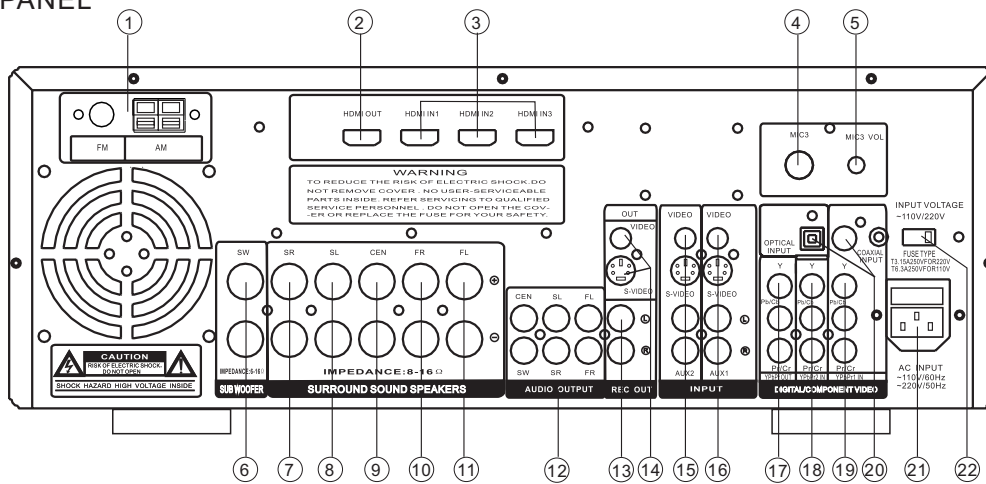 PANEL
1 2 3 4 5
FM AM
HDMI OUT HDMI IN1 HDMI IN2 HDMI IN3
WARNING
TO REDUCE THE RISK OF ELECTRIC SHOCK.DO
NOT REMOVE COVER . NO USER-SERVICEABLE
PARTS INSIDE. REFER SERVICING TO QUALIFIED
SERVICE PERSONNEL . DO NOT OPEN THE COV-
-ER OR REPLACE THE FUSE FOR YOUR SAFETY.
MIC3 MIC3 VOL
INPUT VOLTAGE
~110V/220V
FUSE TYPE
T3.15A250VFOR220V
T6.3A250VFOR110V
AC INPUT
~110V/60Hz
~220V/50Hz
SW SR SL CEN FR FL
IMPEDANCE:6-16Ω IMPEDANCE:8-16 Ω
SUB WOOFER SURROUND SOUND SPEAKERS
CAUTION
RISK OF ELECTRIC SHOCK-
DO NOT OPEN
SHOCK HAZARD HIGH VOLTAGE INSIDE
CEN SL FL
SW SR FR
AUDIO OUTPUT
OUT
VIDEO
S-VIDEO
L
R
REC OUT
VIDEO VIDEO
S-VIDEO S-VIDEO
L
R
AUX2 AUX1
INPUT
OPTICAL
INPUT
COAXIAL
INPUT
Y Y Y
Pb/Cb Pb/Cb Pb/Cb
Pr/Cr Pr/Cr Pr/Cr
YPbPr OUT YPbPr2 IN YPbPr1 IN
DIGITAL/COMPONENT VIDEO
6 7 8 9 10 11 12 13 14 15 16 17 18 19 20 21 22